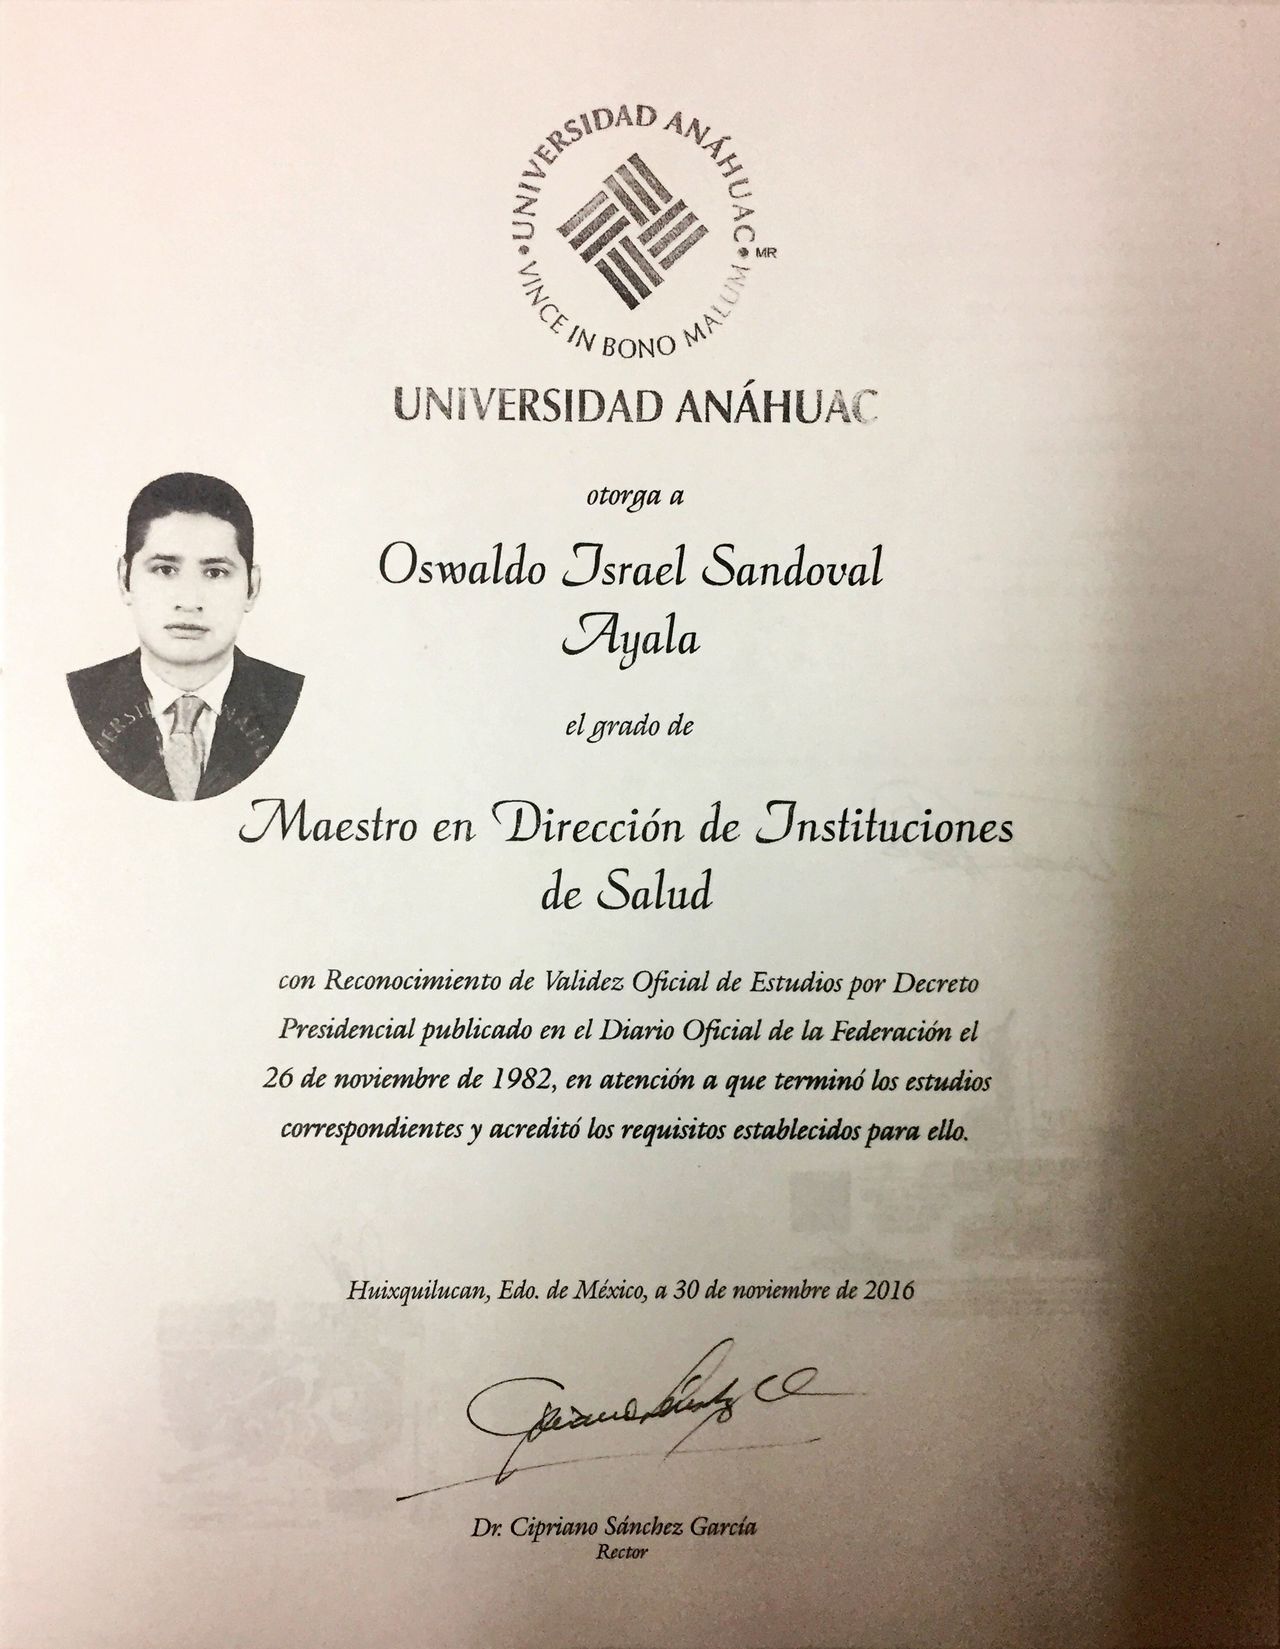 UNIVERSIDAD ANÁHUAC
MR
VINCE IN BONO MALUM
UNIVERSIDAD ANÁHUAC
otorga a
Oswaldo Israel Sandoval
Ayala
el grado de
Maestro en Dirección de Instituciones
de Salud
con Reconocimiento de Validez Oficial de Estudios por Decreto
Presidencial publicado en el Diario Oficial de la Federación el
26 de noviembre de 1982, en atención a que terminó los estudios
correspondientes y acreditó los requisitos establecidos para ello.
Huixquilucan, Edo. de México, a 30 de noviembre de 2016
Dr. Cipriano Sánchez García
Rector